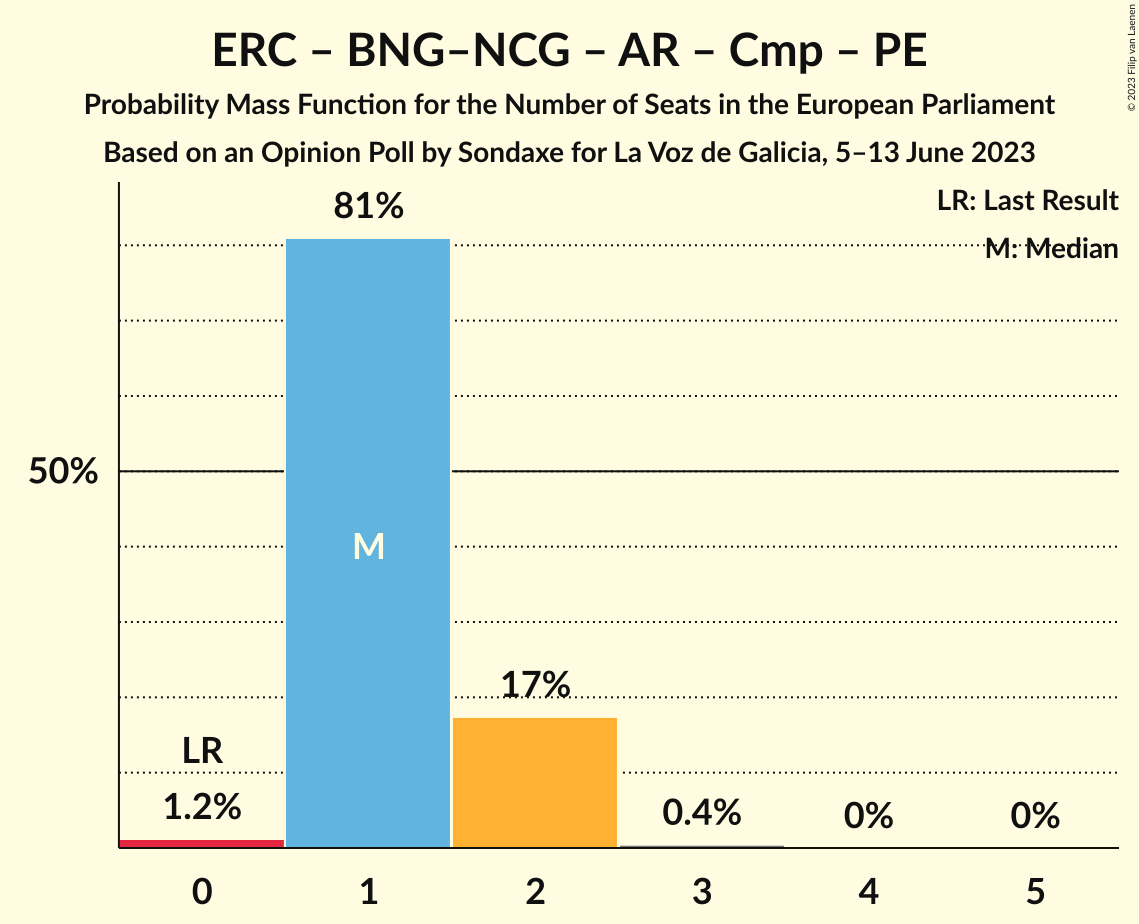 ERC – BNG–NCG – AR – Cmp – PE
Probability Mass Function for the Number of Seats in the European Parliament
Based on an Opinion Poll by Sondaxe for La Voz de Galicia, 5–13 June 2023
© 2023 Filip van Laenen
LR: Last Result
M: Median
81%
50%
M
17%
LR
1.2%
0.4%
0%
0%
0 1 2 3 4 5